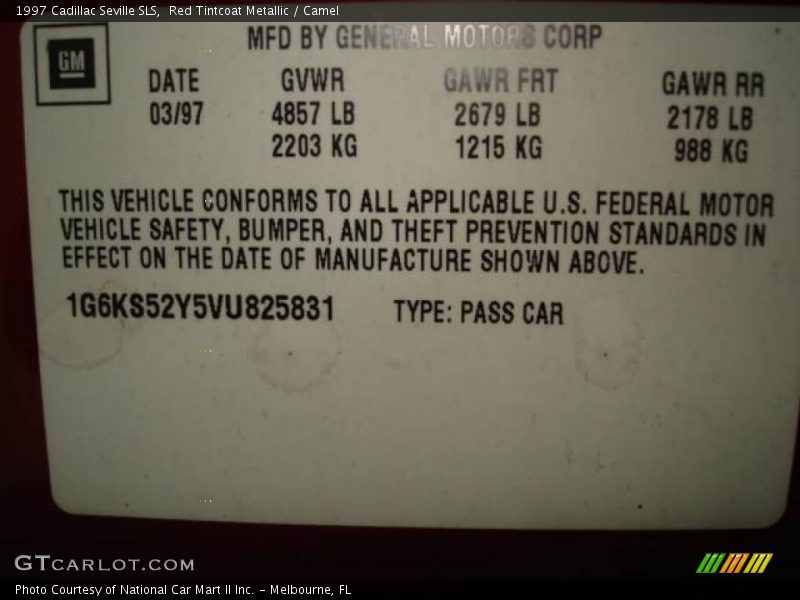 1997 Cadillac Seville SLS,  Red Tintcoat Metallic / Camel
MFD BY GENERAL MOTORS CORP
GM
DATE GVWR GAWR FRT GAWR RR
03/97 4857 LB 2679 LB 2178 LB
2203 KG 1215 KG 988 KG
THIS VEHICLE CONFORMS TO ALL APPLICABLE U.S. FEDERAL MOTOR
VEHICLE SAFETY, BUMPER, AND THEFT PREVENTION STANDARDS IN
EFFECT ON THE DATE OF MANUFACTURE SHOWN ABOVE.
1G6KS52Y5VU825831 TYPE: PASS CAR
GTCARLOT.COM
Photo Courtesy of National Car Mart II Inc. - Melbourne, FL